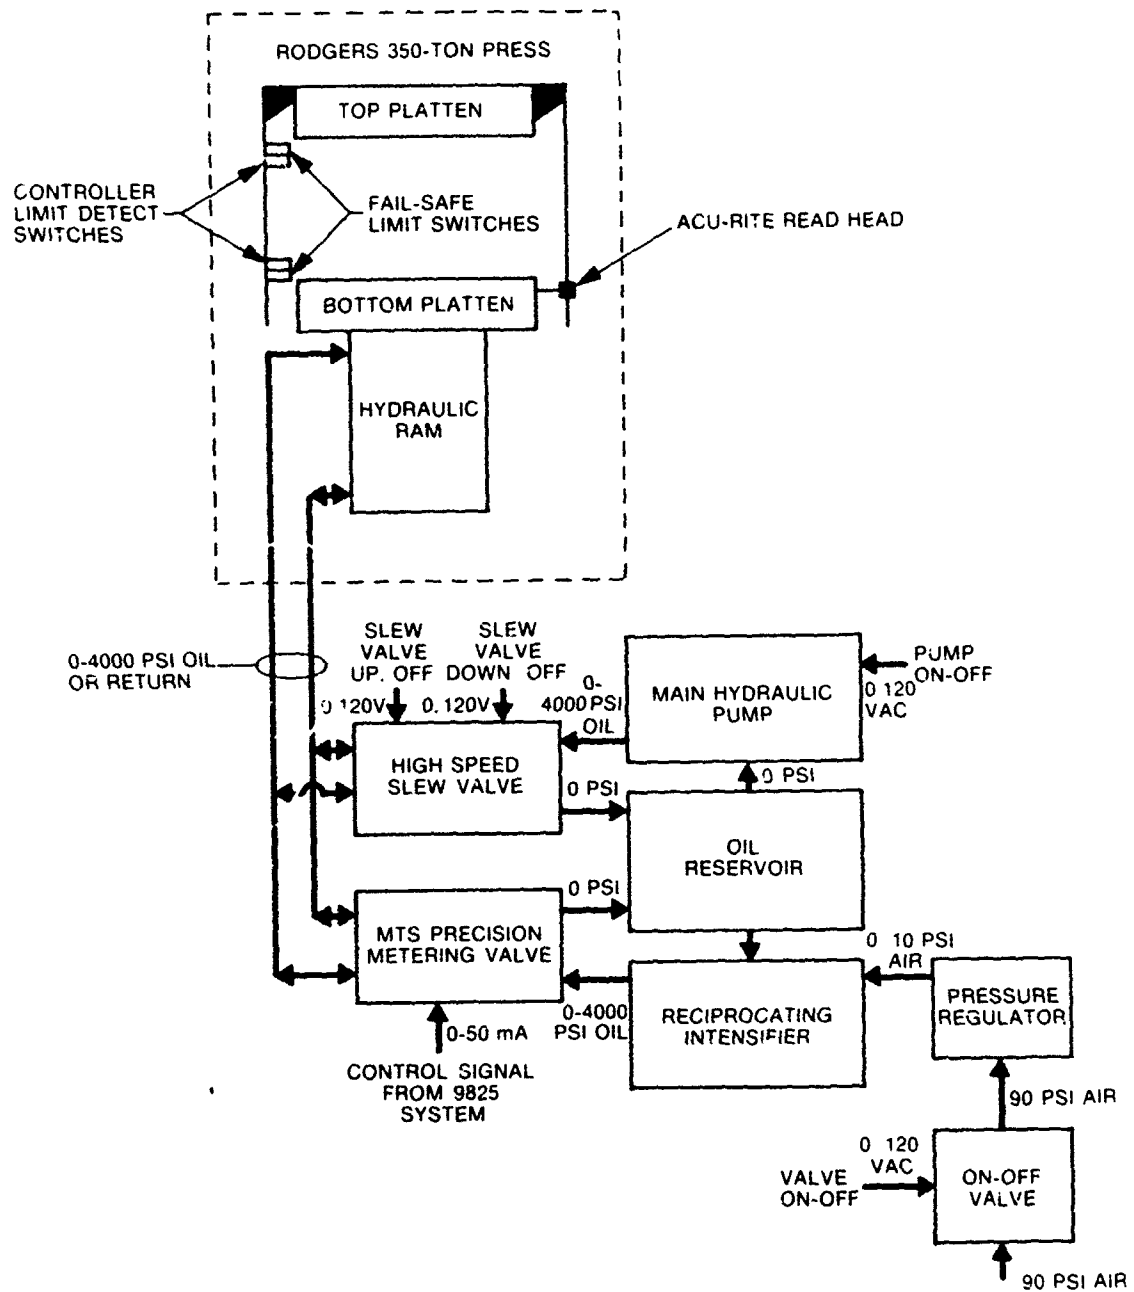 RODGERS 350-TON PRESS
TOP PLATTEN
CONTROLLER
LIMIT DETECT
SWITCHES
FAIL-SAFE
LIMIT SWITCHES
ACU-RITE READ HEAD
BOTTOM PLATTEN
HYDRAULIC
RAM
0-4000 PSI OIL
OR RETURN
SLEW
VALVE
UP. OFF
SLEW
VALVE
DOWN OFF
0 120V
0. 120V
0-
4000 PSI
OIL
MAIN HYDRAULIC
PUMP
PUMP
ON-OFF
0 120
VAC
HIGH SPEED
SLEW VALVE
0 PSI
0 PSI
OIL
RESERVOIR
0 PSI
MTS PRECISION
METERING VALVE
0-50 mA
CONTROL SIGNAL
FROM 9825
SYSTEM
0-4000
PSI OIL
RECIPROCATING
INTENSIFIER
0 10 PSI
AIR
PRESSURE
REGULATOR
90 PSI AIR
0 120
VAC
VALVE
ON-OFF
ON-OFF
VALVE
90 PSI AIR